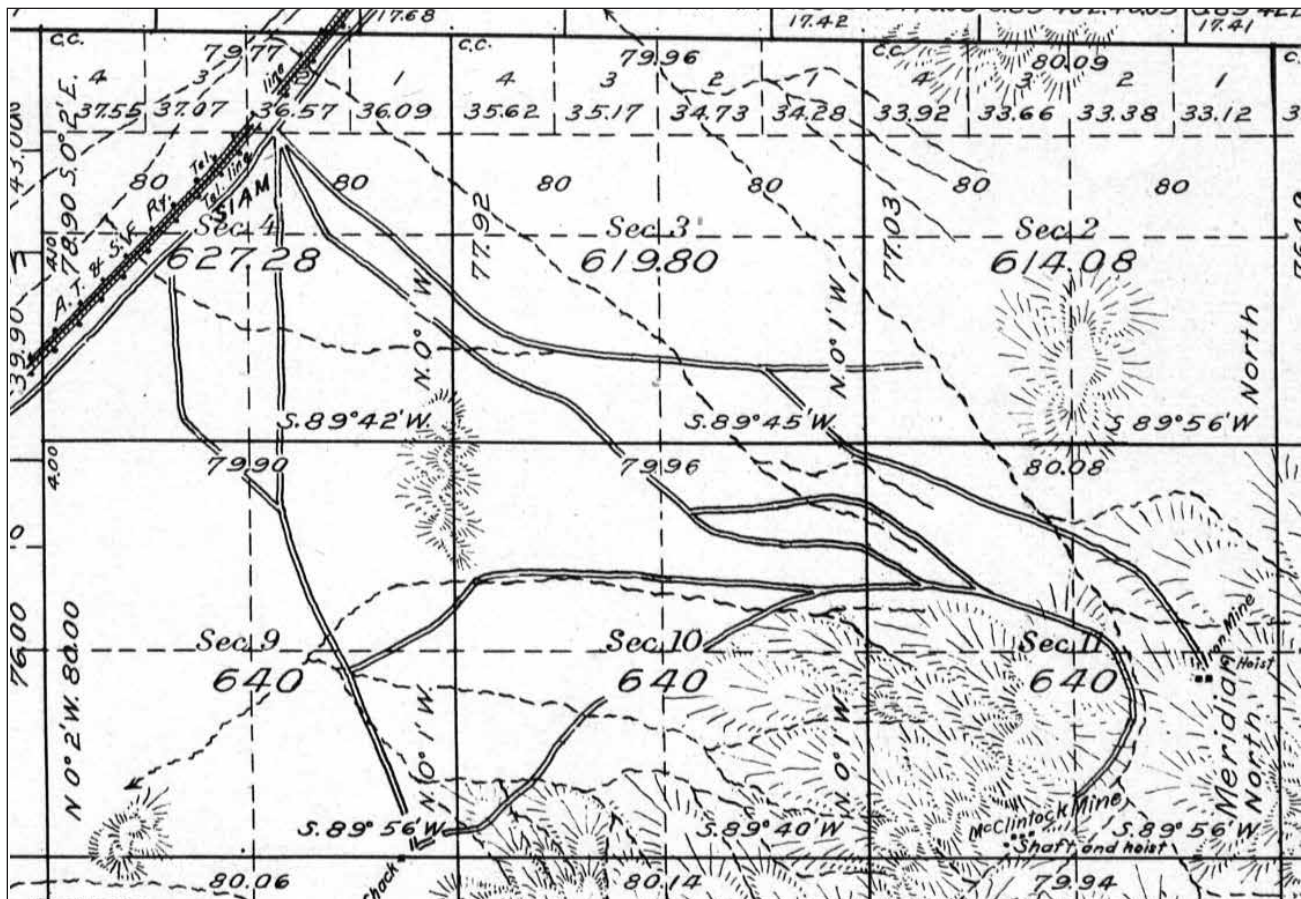 17.68 17.42 17.41
C.C. 79.77 C.C. 79.96 C.C. 80.09
4 3 2 1 4 3 2 1 4 3 2 1
37.55 37.07 36.57 36.09 35.62 35.17 34.73 34.28 33.92 33.66 33.38 33.12
line
43.00
78.90 S.0°2'E.
Tel. line
80 80 80 80 80 80
SIAM
A. T. & S. F. Ry.
Sec. 4 Sec. 3 Sec. 2
627.28 619.80 614.08
4.10
77.92
77.03
39.90
N.0° W
N.0° 1' W
North
S.89°42'W. S.89°45'W. S 89°56'W
4.00
79.90 79.96 80.08
76.00
N 0° 2' W. 80.00
Sec. 9 Sec. 10 Sec. 11
640 640 640
Mine
Hoist
N.0° 1' W.
N. 0° 1' W.
Meridian
North
McClintock Mine
Shaft and hoist
S.89° 56' W S.89° 40' W S.89° 56' W
Shack
80.06 80.14 79.94